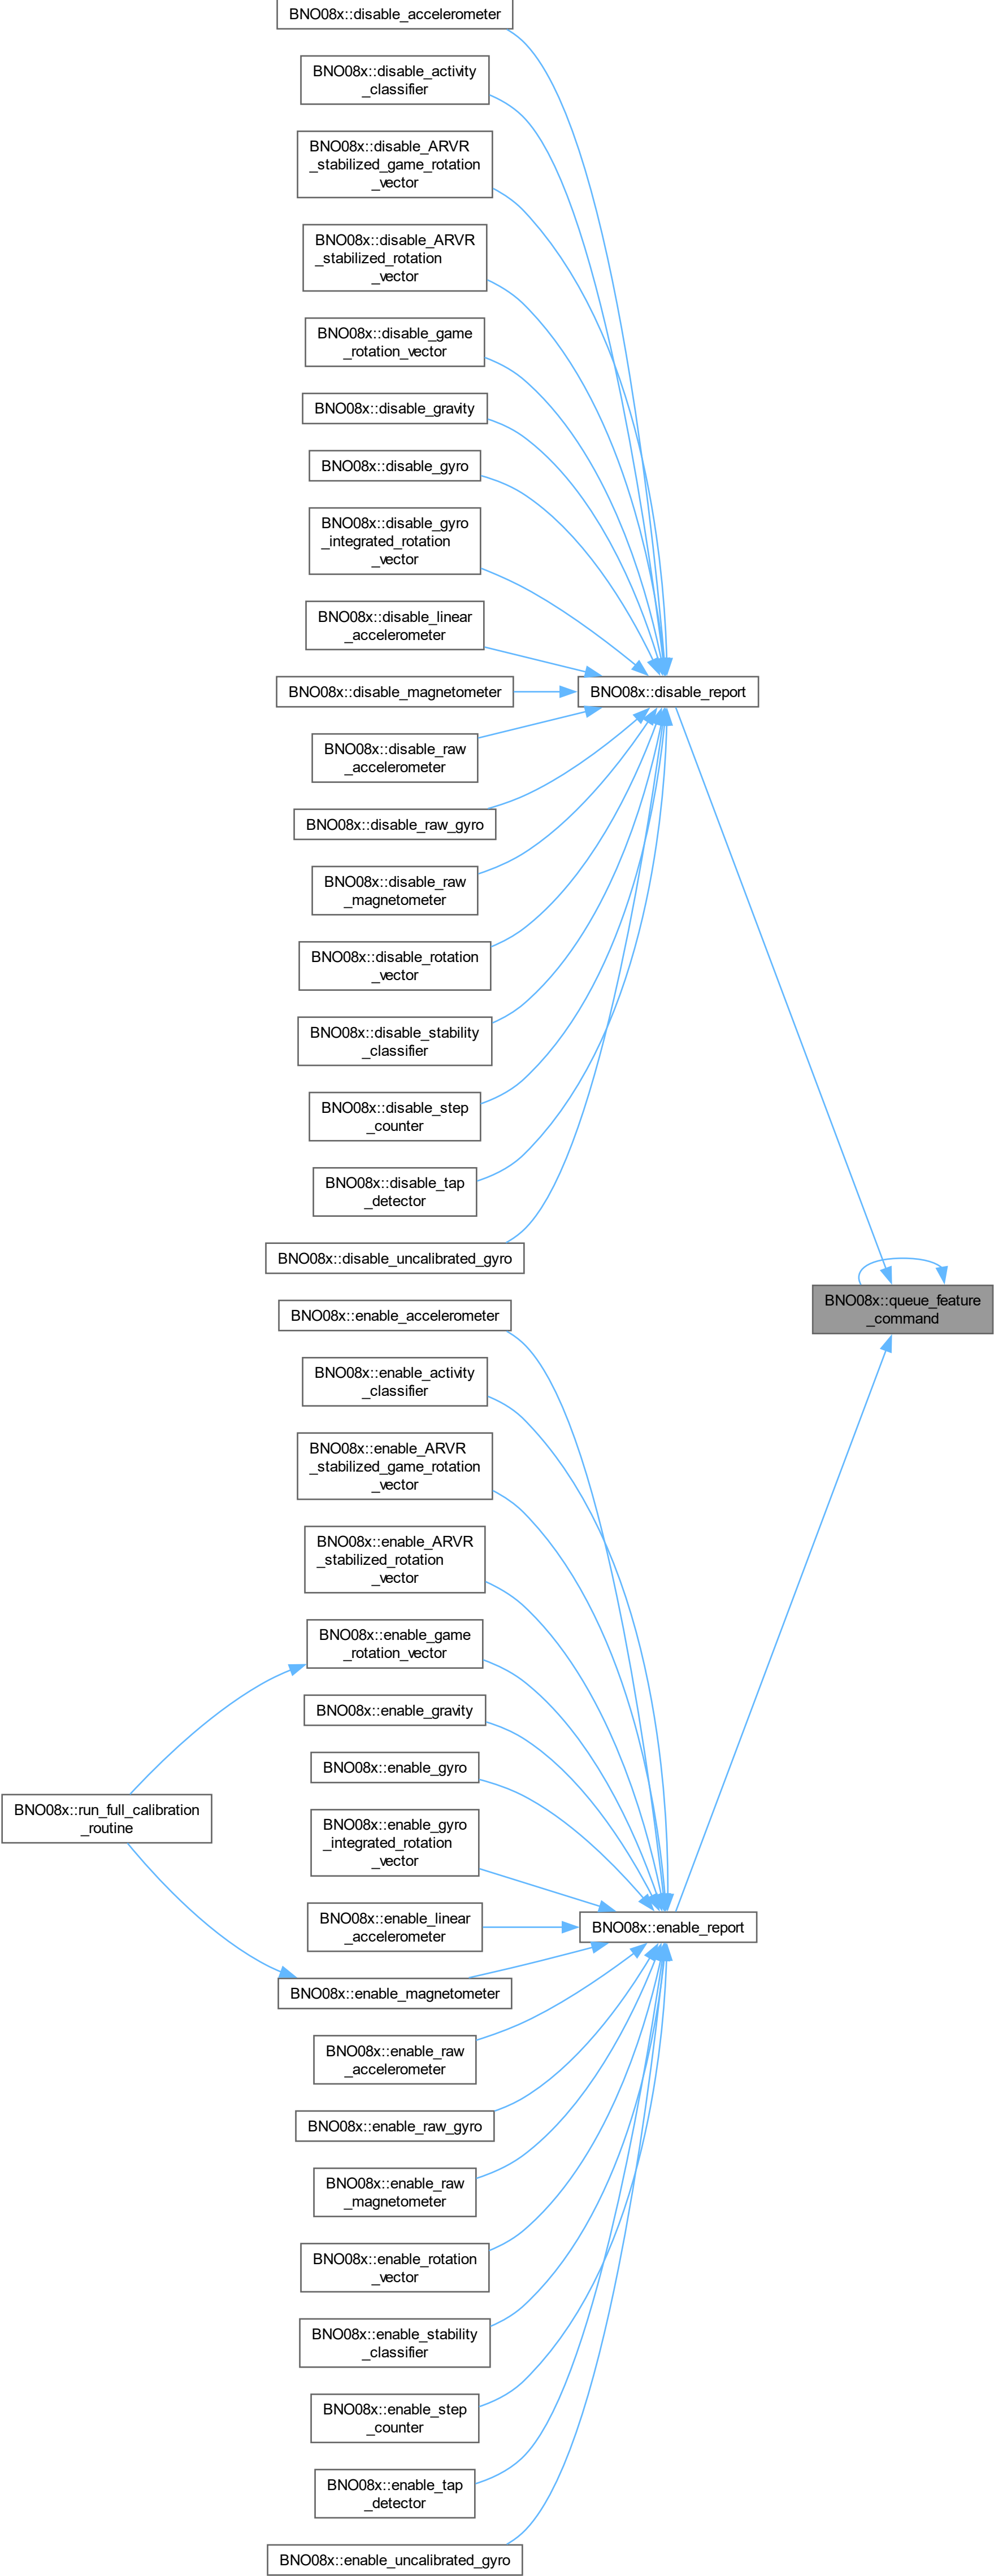 BNO08x::disable_accelerometer
BNO08x::disable_activity
_classifier
BNO08x::disable_ARVR
_stabilized_game_rotation
_vector
BNO08x::disable_ARVR
_stabilized_rotation
_vector
BNO08x::disable_game
_rotation_vector
BNO08x::disable_gravity
BNO08x::disable_gyro
BNO08x::disable_gyro
_integrated_rotation
_vector
BNO08x::disable_linear
_accelerometer
BNO08x::disable_magnetometer
BNO08x::disable_report
BNO08x::disable_raw
_accelerometer
BNO08x::disable_raw_gyro
BNO08x::disable_raw
_magnetometer
BNO08x::disable_rotation
_vector
BNO08x::disable_stability
_classifier
BNO08x::disable_step
_counter
BNO08x::disable_tap
_detector
BNO08x::disable_uncalibrated_gyro
BNO08x::queue_feature
_command
BNO08x::enable_accelerometer
BNO08x::enable_activity
_classifier
BNO08x::enable_ARVR
_stabilized_game_rotation
_vector
BNO08x::enable_ARVR
_stabilized_rotation
_vector
BNO08x::enable_game
_rotation_vector
BNO08x::enable_gravity
BNO08x::enable_gyro
BNO08x::run_full_calibration
_routine
BNO08x::enable_gyro
_integrated_rotation
_vector
BNO08x::enable_linear
_accelerometer
BNO08x::enable_report
BNO08x::enable_magnetometer
BNO08x::enable_raw
_accelerometer
BNO08x::enable_raw_gyro
BNO08x::enable_raw
_magnetometer
BNO08x::enable_rotation
_vector
BNO08x::enable_stability
_classifier
BNO08x::enable_step
_counter
BNO08x::enable_tap
_detector
BNO08x::enable_uncalibrated_gyro